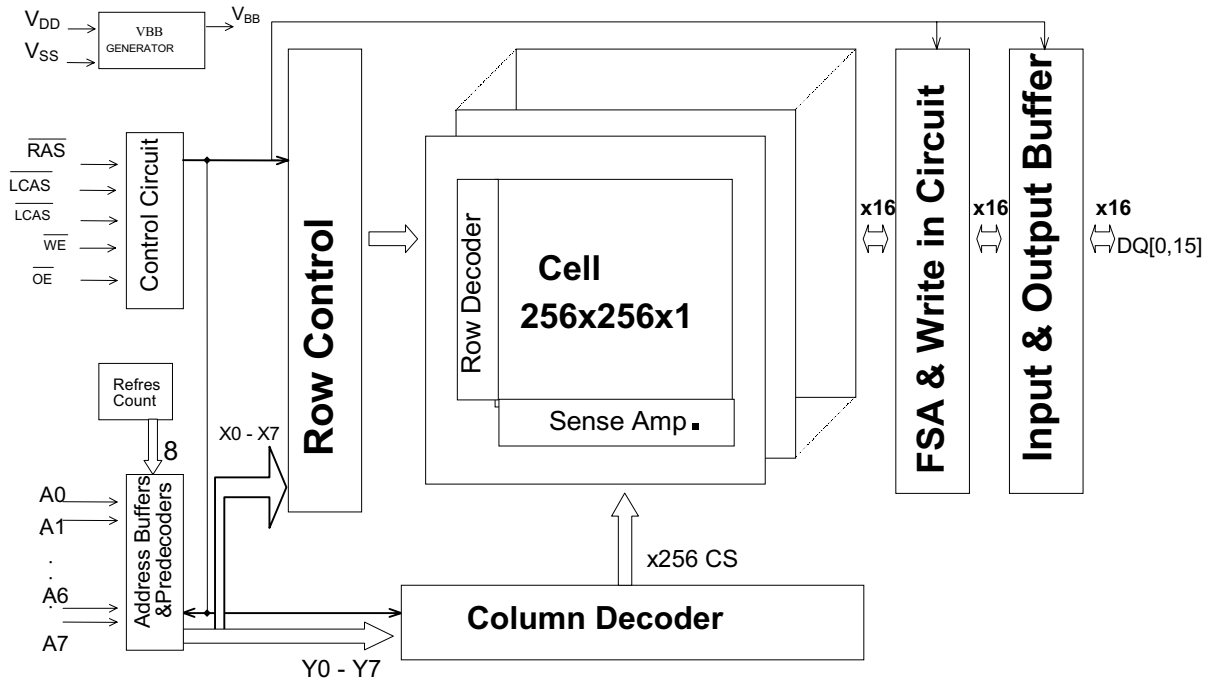 VDD
VSS
VBB
GENERATOR
VBB
RAS
LCAS
LCAS
WE
OE
Control Circuit
Refres
Count
8
A0
A1
.
.
.
A6
.
A7
Address Buffers
&Predecoders
X0 - X7
Y0 - Y7
Row Control
Row Decoder
Cell
256x256x1
Sense Amp.
x256 CS
Column Decoder
x16
FSA & Write in Circuit
x16
Input & Output Buffer
x16
DQ[0,15]